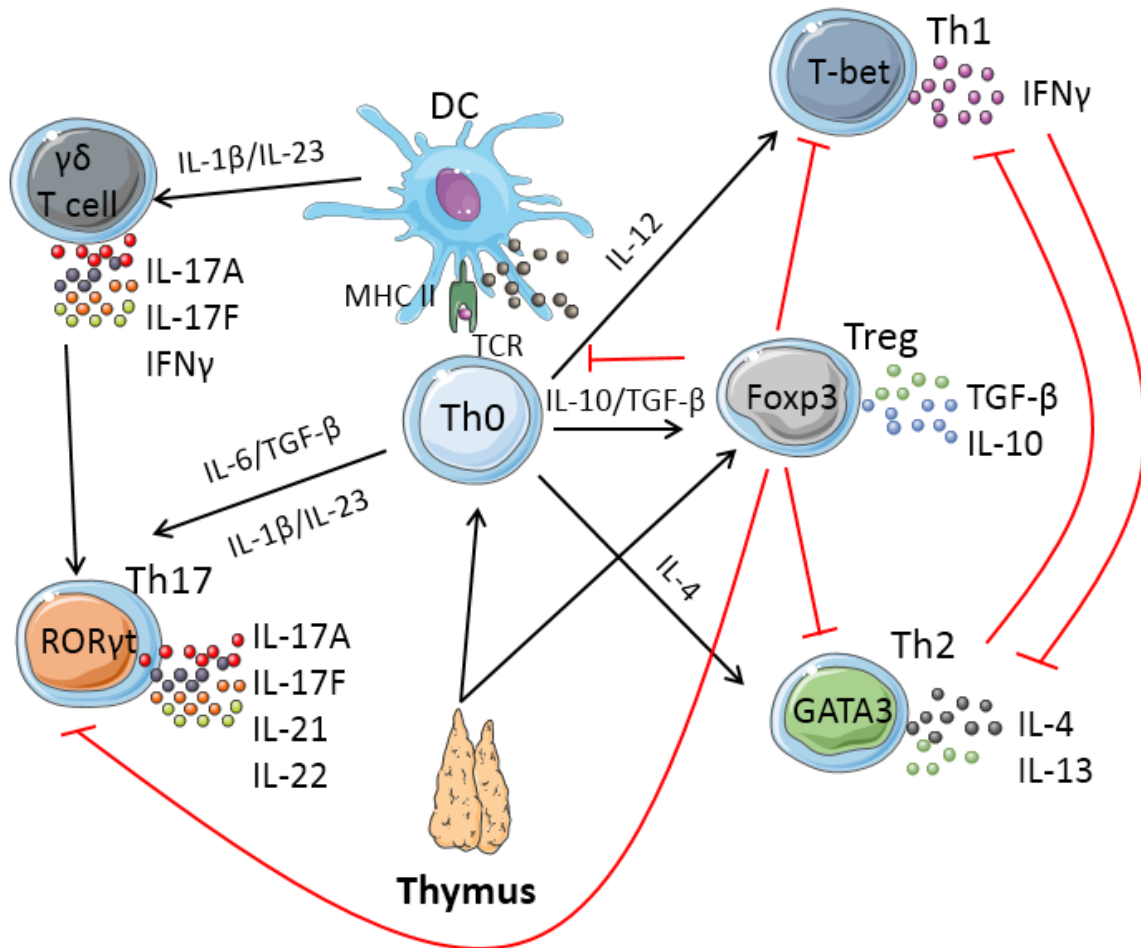 Th1
T-bet
IFNγ
DC
γδ
T cell
IL-1β/IL-23
IL-17A
IL-17F
IFNγ
IL-12
MHC II
TCR
Th0
IL-10/TGF-β
Treg
Foxp3
TGF-β
IL-10
IL-6/TGF-β
IL-1β/IL-23
IL-4
Th17
RORγt
IL-17A
IL-17F
IL-21
IL-22
Th2
GATA3
IL-4
IL-13
Thymus